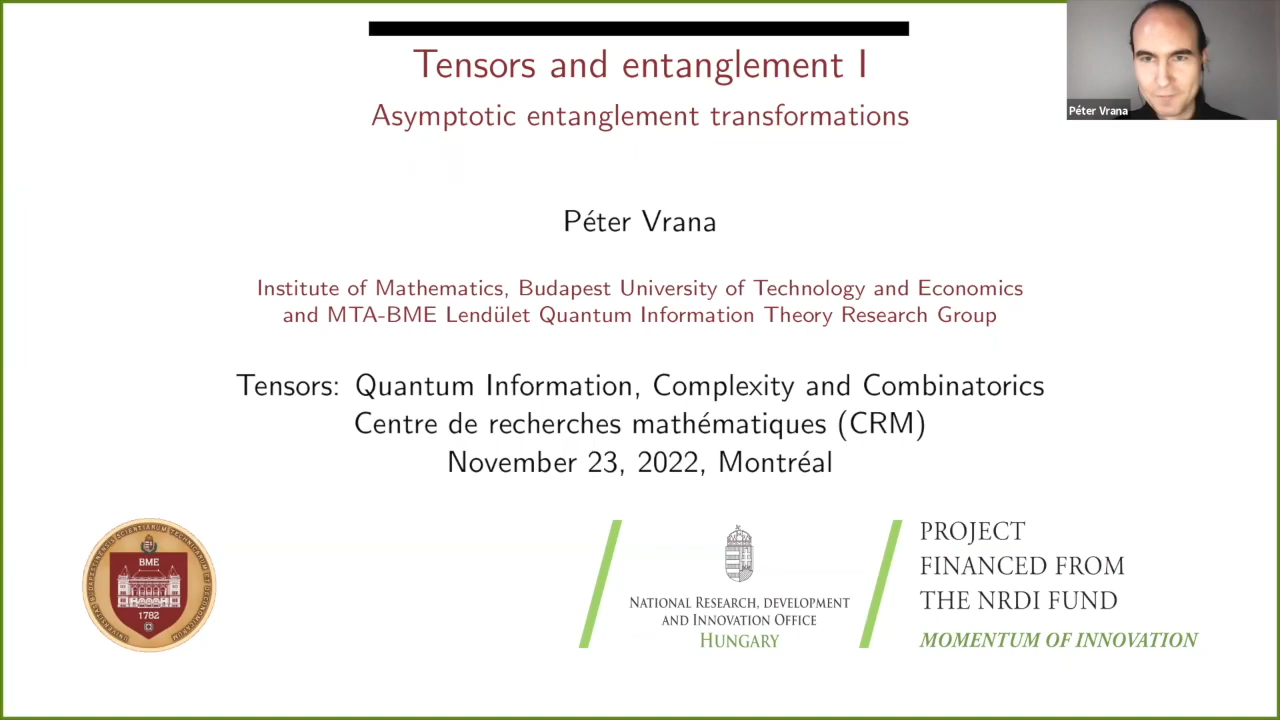 Tensors and entanglement I
Asymptotic entanglement transformations
Péter Vrana
Péter Vrana
Institute of Mathematics, Budapest University of Technology and Economics
and MTA-BME Lendület Quantum Information Theory Research Group
Tensors: Quantum Information, Complexity and Combinatorics
Centre de recherches mathématiques (CRM)
November 23, 2022, Montréal
BME
1782
NATIONAL RESEARCH, DEVELOPMENT
AND INNOVATION OFFICE
HUNGARY
PROJECT
FINANCED FROM
THE NRDI FUND
MOMENTUM OF INNOVATION